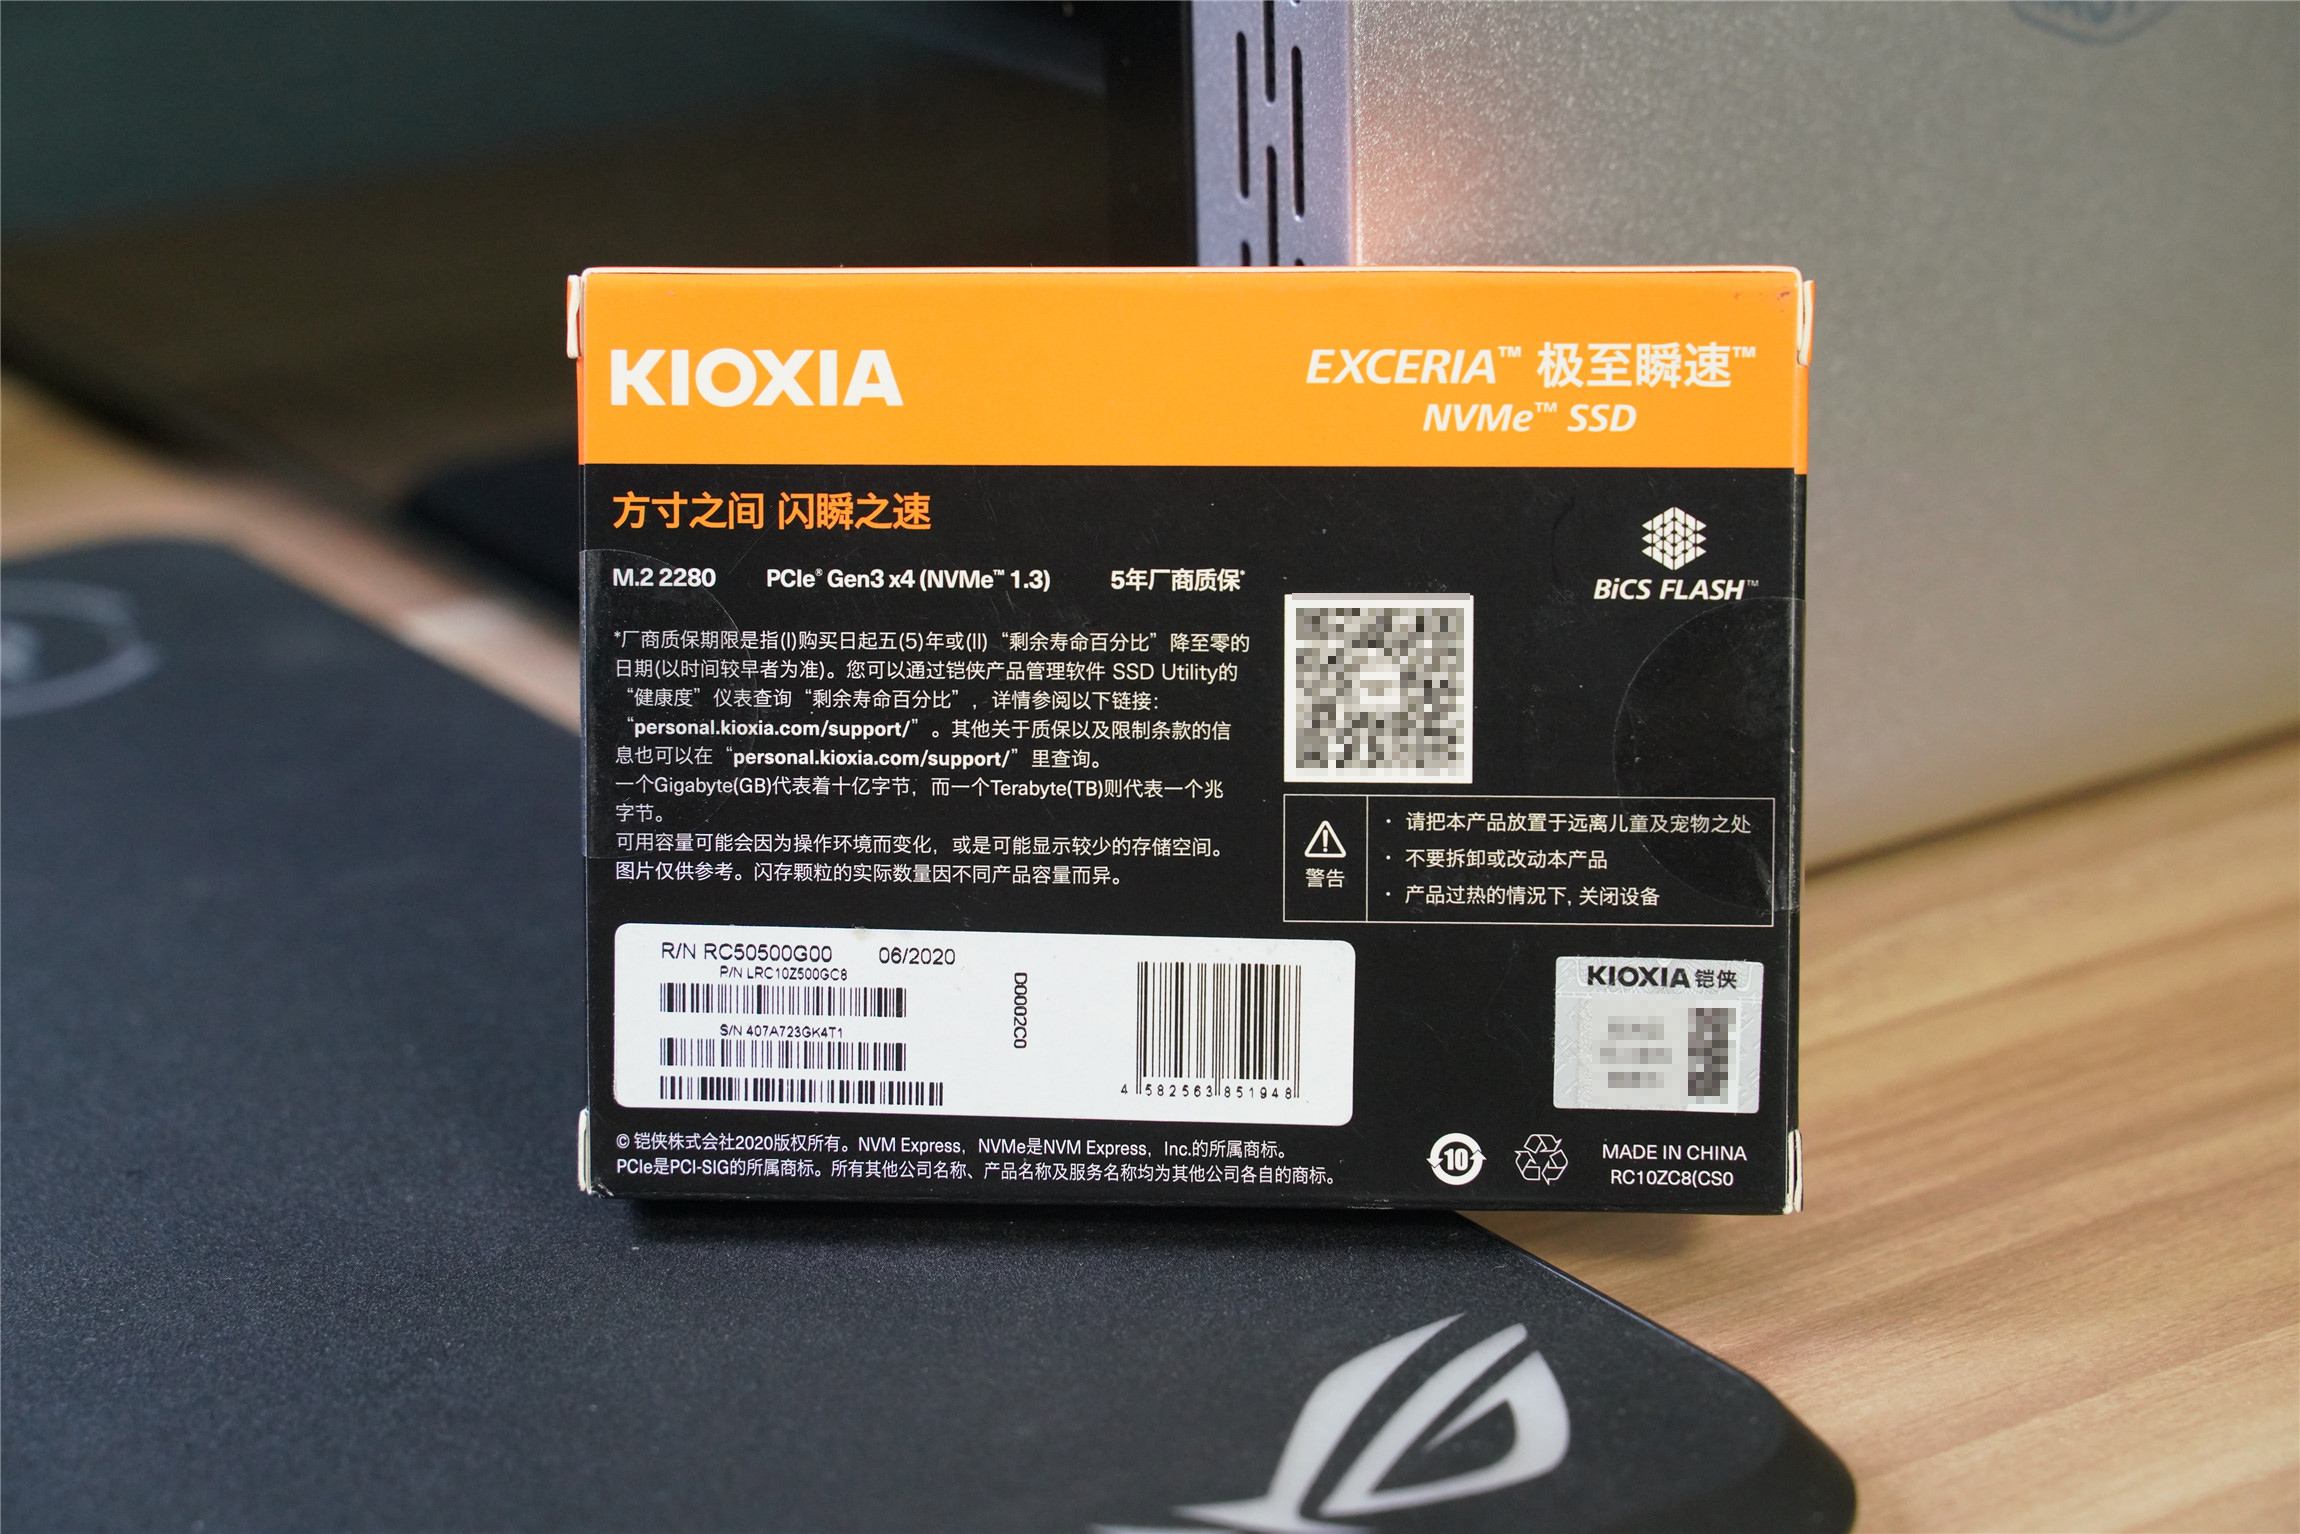 KIOXIA
EXCERIA™ 极至瞬速™
NVMe™ SSD
方寸之间 闪瞬之速
M.2 2280 PCIe® Gen3 x4 (NVMe™ 1.3) 5年厂商质保*
BiCS FLASH™
*厂商质保期限是指(I)购买日起五(5)年或(II)“剩余寿命百分比”降至零的
日期(以时间较早者为准)。您可以通过铠侠产品管理软件 SSD Utility的
“健康度”仪表查询“剩余寿命百分比”，详情参阅以下链接:
“personal.kioxia.com/support/”。其他关于质保以及限制条款的信
息也可以在“personal.kioxia.com/support/”里查询。
一个Gigabyte(GB)代表着十亿字节，而一个Terabyte(TB)则代表一个兆
字节。
可用容量可能会因为操作环境而变化，或是可能显示较少的存储空间。
图片仅供参考。闪存颗粒的实际数量因不同产品容量而异。
警告
· 请把本产品放置于远离儿童及宠物之处
· 不要拆卸或改动本产品
· 产品过热的情况下, 关闭设备
R/N RC50500G00 06/2020
P/N LRC10Z500GC8
S/N 407A723GK4T1
D0002C0
4 582563 851948
KIOXIA 铠侠
© 铠侠株式会社2020版权所有。NVM Express，NVMe是NVM Express，Inc.的所属商标。
PCIe是PCI-SIG的所属商标。所有其他公司名称、产品名称及服务名称均为其他公司各自的商标。
10
MADE IN CHINA
RC10ZC8(CS0